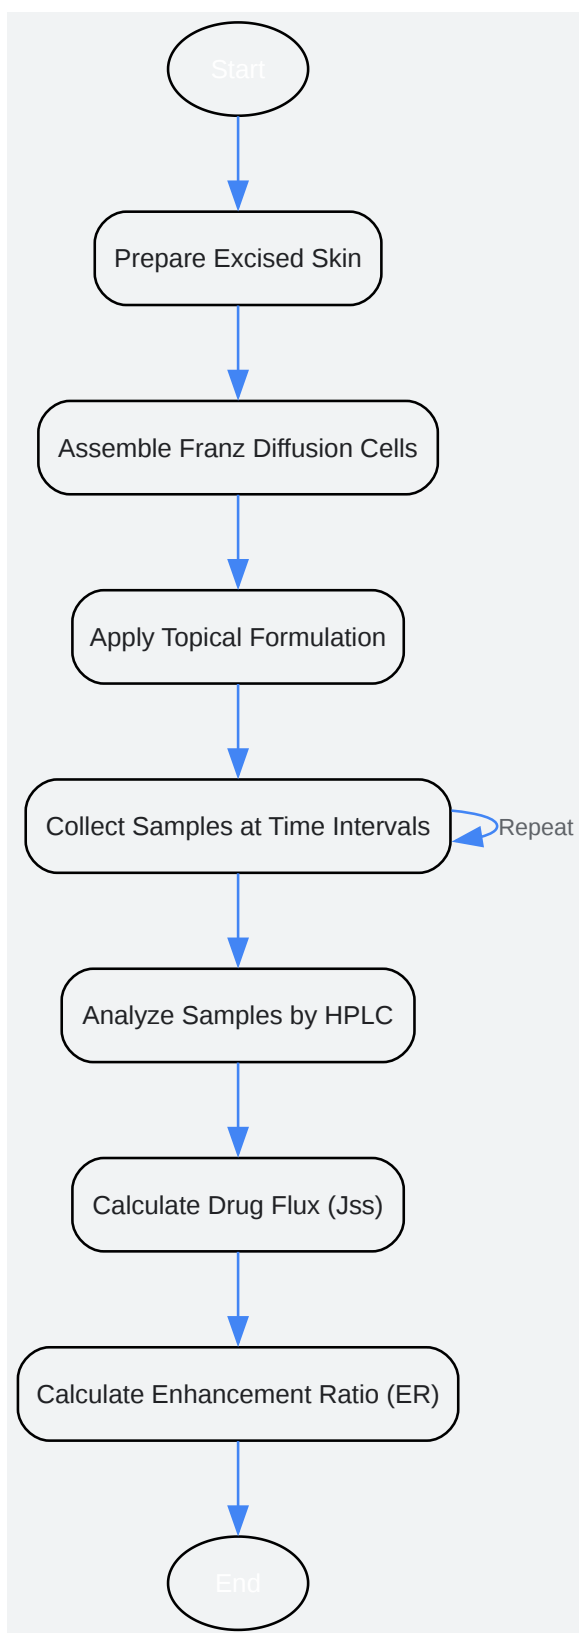 Start
Prepare Excised Skin
Assemble Franz Diffusion Cells
Apply Topical Formulation
Collect Samples at Time Intervals
Repeat
Analyze Samples by HPLC
Calculate Drug Flux (Jss)
Calculate Enhancement Ratio (ER)
End